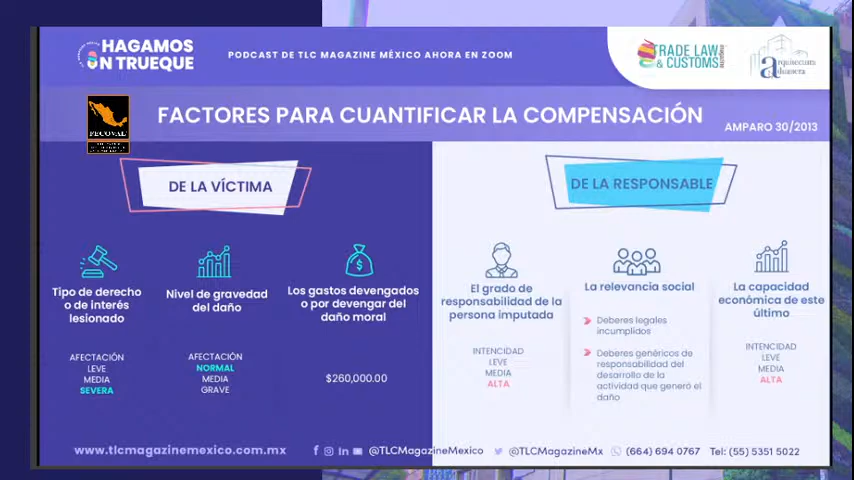 HAGAMOS
UN TRUEQUE
PODCAST DE TLC MAGAZINE MÉXICO AHORA EN ZOOM
TRADE LAW
& CUSTOMS
arquitectura
aduanera
FACTORES PARA CUANTIFICAR LA COMPENSACIÓN
AMPARO 30/2013
FECOVAL
DE LA VÍCTIMA
DE LA RESPONSABLE
Tipo de derecho
o de interés
lesionado
AFECTACIÓN
LEVE
MEDIA
SEVERA
Nivel de gravedad
del daño
AFECTACIÓN
NORMAL
MEDIA
GRAVE
Los gastos devengados
o por devengar del
daño moral
$260,000.00
El grado de
responsabilidad de la
persona imputada
INTENCIDAD
LEVE
MEDIA
ALTA
La relevancia social
Deberes legales
incumplidos
Deberes genéricos de
responsabilidad del
desarrollo de la
actividad que generó el
daño
La capacidad
económica de este
último
INTENCIDAD
LEVE
MEDIA
ALTA
www.tlcmagazinemexico.com.mx
@TLCMagazineMexico
@TLCMagazineMx
(664) 694 0767
Tel: (55) 5351 5022